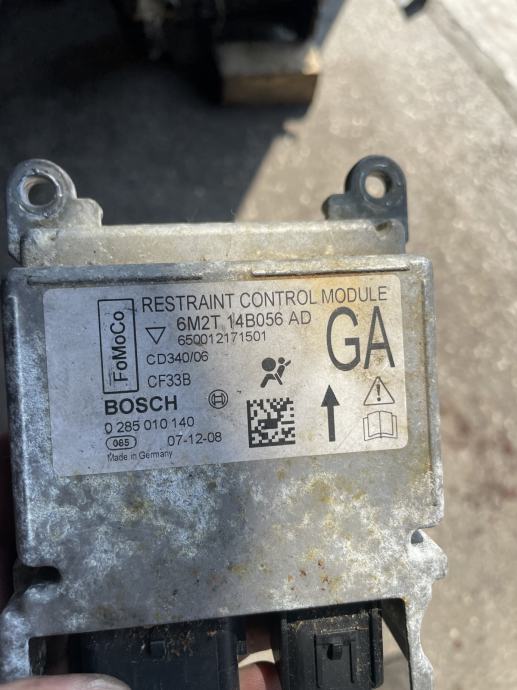 RESTRAINT CONTROL MODULE
FoMoCo
6M2T 14B056 AD
650012171501
GA
CD340/06
CF33B
BOSCH
0 285 010 140
065 07-12-08
Made in Germany